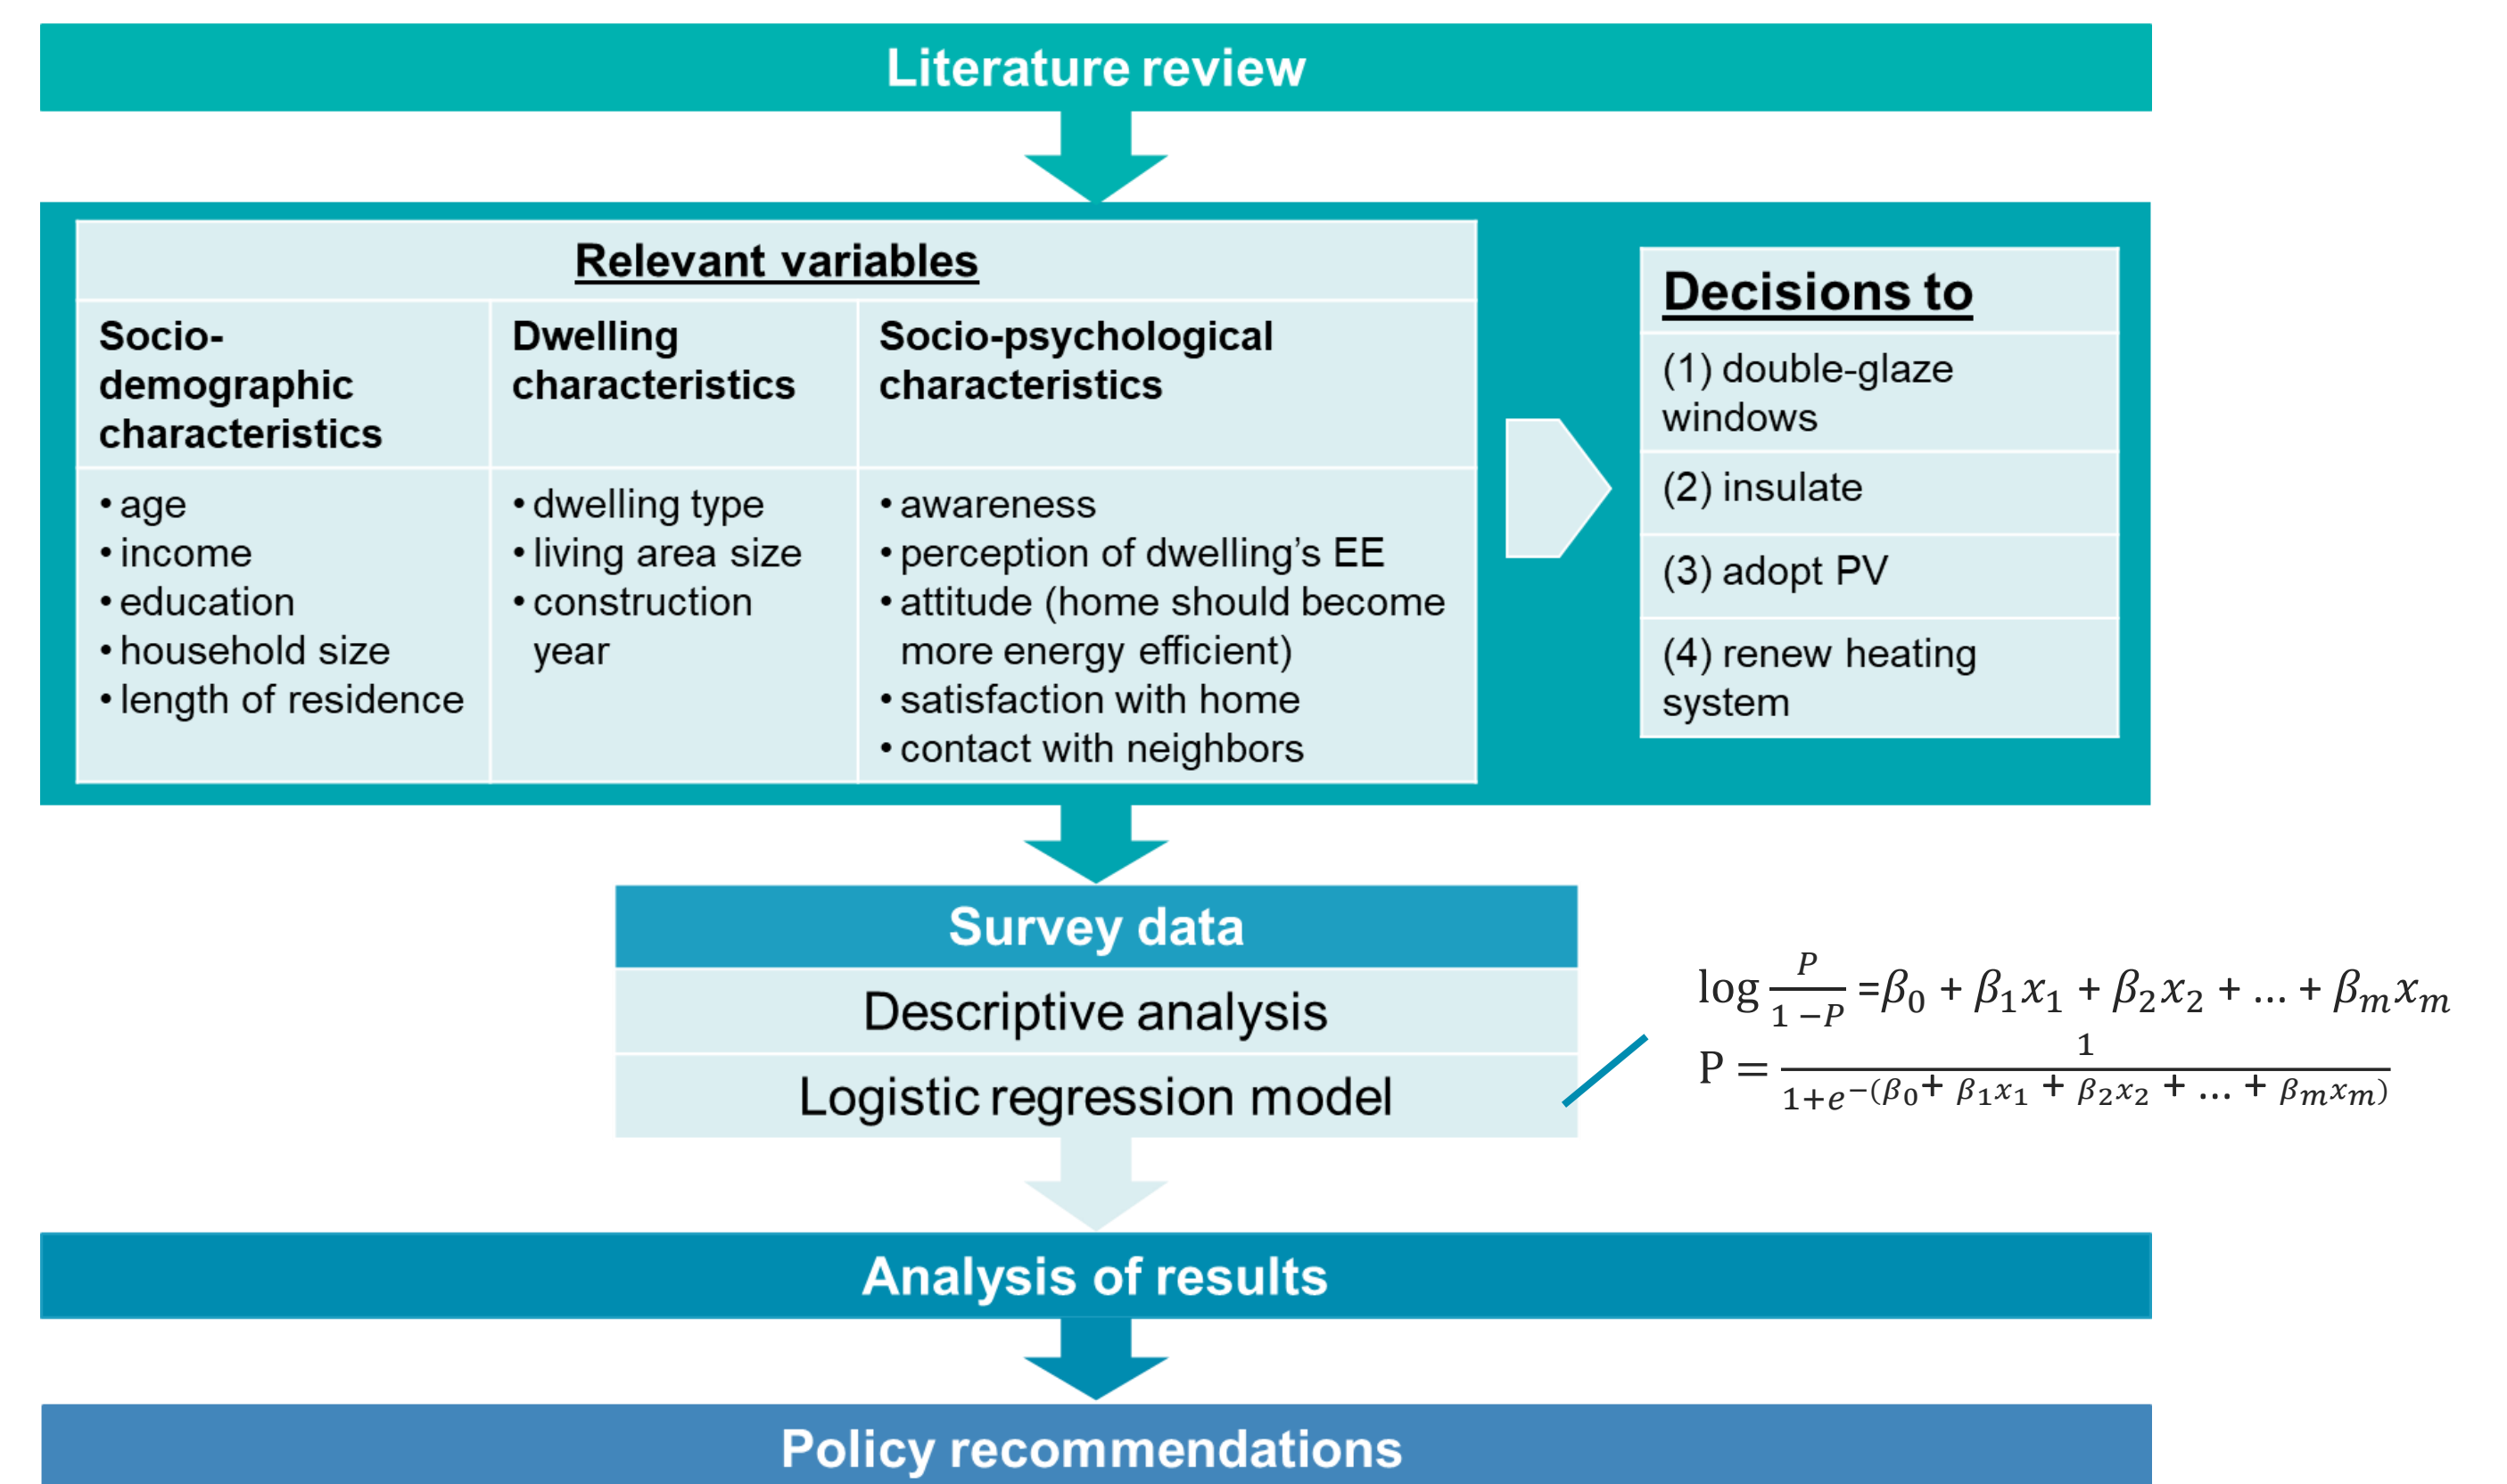 Literature review
Relevant variables
Socio-
demographic
characteristics
Dwelling
characteristics
Socio-psychological
characteristics
• age
• income
• education
• household size
• length of residence
• dwelling type
• living area size
• construction
year
• awareness
• perception of dwelling’s EE
• attitude (home should become
more energy efficient)
• satisfaction with home
• contact with neighbors
Decisions to
(1) double-glaze
windows
(2) insulate
(3) adopt PV
(4) renew heating
system
Survey data
Descriptive analysis
Logistic regression model
log P/(1 −P) =β₀ + β₁x₁ + β₂x₂ + … + βₘxₘ
P = 1/(1+e^−(β₀+ β₁x₁ + β₂x₂ + … + βₘxₘ))
Analysis of results
Policy recommendations